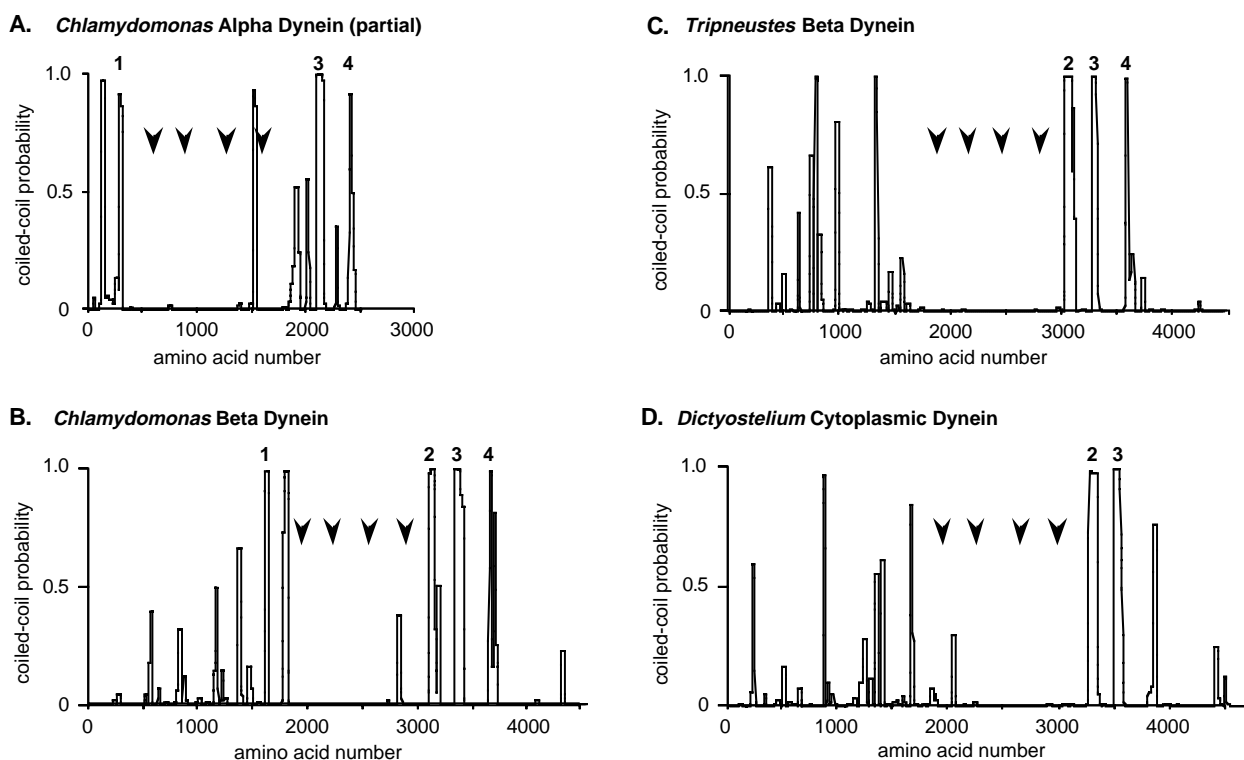 A. Chlamydomonas Alpha Dynein (partial)
1 3 4
1.0
0.5
0
coiled-coil probability
0 1000 2000 3000
amino acid number
C. Tripneustes Beta Dynein
2 3 4
1.0
0.5
0
coiled-coil probability
0 1000 2000 3000 4000
amino acid number
B. Chlamydomonas Beta Dynein
1 2 3 4
1.0
0.5
0
coiled-coil probability
0 1000 2000 3000 4000
amino acid number
D. Dictyostelium Cytoplasmic Dynein
2 3
1.0
0.5
0
coiled-coil probability
0 1000 2000 3000 4000
amino acid number